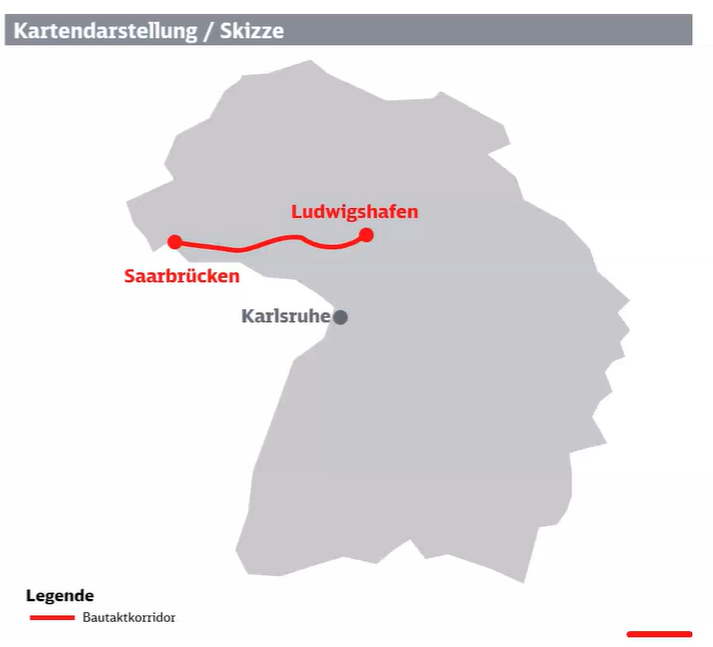 Kartendarstellung / Skizze
Ludwigshafen
Saarbrücken
Karlsruhe
Legende
Bautaktkorridor